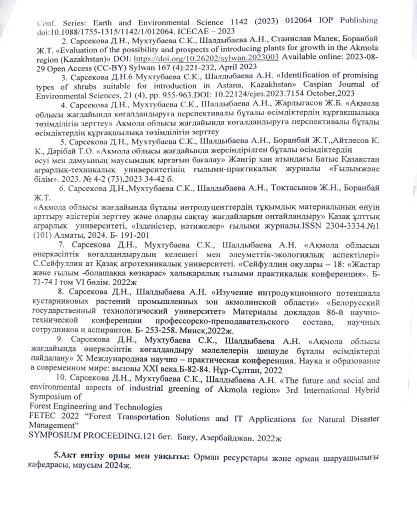 Conf. Series: Earth and Environmental Science 1142 (2023) 012064 IOP Publishing
doi:10.1088/1755-1315/1142/1/012064. ICECAE – 2023
2. Сарсекова Д.Н., Мухтубаева С.К., Шалдыбаева А.Н., Станислав Малек, Боранбай
Ж.Т. «Evaluation of the possibility and prospects of introducing plants for growth in the Akmola
region (Kazakhstan)» DOI: https://doi.org/10.26202/sylwan.2023003 Available online: 2023-08-
29 Open Access (CC-BY) Sylwan 167 (4):221-232, April 2023
3. Сарсекова Д.Н.6 Мухтубаева С.К., Шалдыбаева А.Н. «Identification of promising
types of shrubs suitable for introduction in Astana, Kazakhstan» Caspian Journal of
Environmental Sciences, 21 (4), pp. 955-963.DOI: 10.22124/cjes.2023.7154 October,2023
4. Сарсекова Д.Н., Мухтубаева С.К., Шалдыбаева А.Н., Жарлығасов Ж.Б. «Ақмола
облысы жағдайында көгалдандыруға перспективалы бұталы өсімдіктердің құрғақшылыққа
төзімділігін зерттеу» Ақмола облысы жағдайында көгалдандыруға перспективалы бұталы
өсімдіктердің құрғақшылыққа төзімділігін зерттеу
5. Сарсекова Д.Н., Мухтубаева С.К., Шалдыбаева А.Н., Боранбай Ж.Т.,Айтлесов К.
К., Дәрібай Т.О. «Ақмола облысы жағдайында жерсіндірілген бұталы өсімдіктердің
өсуі мен дамуының маусымдық ырғағын бағалау» Жәңгір хан атындағы Батыс Қазақстан
аграрлық-техникалық университетінің ғылыми-практикалық журналы «Ғылымжәне
білім». 2023. № 4-2 (73),2023 34-42 б.
6. Сарсекова Д.Н.,Мухтубаева С.К., Шалдыбаева А.Н., Тоқтасынов Ж.Н., Боранбай
Ж.Т.
«Ақмола облысы жағдайында бұталы интродуценттердің тұқымдық материалының өнуін
арттыру әдістерін зерттеу және оларды сақтау жағдайларын оңтайландыру» Қазақ ұлттық
аграрлық университеті, «Ізденістер, нәтижелер» ғылыми журналы.ISSN 2304-3334.№1
(101) Алматы, 2024. Б- 191-201
7. Сарсекова Д.Н., Мухтубаева С.К., Шалдыбаева А.Н. «Ақмола облысын
өнеркәсіптік көгалдандырудың келешегі мен әлеуметтік-экологиялық аспектілері»
С.Сейфуллин ат Қазақ агротехникалық университеті. «Сейфуллин оқулары – 18: «Жастар
және ғылым -болашаққа көзқарас» халықаралық ғылыми практикалық конференция». Б-
71-74 I том VI бөлім. 2022ж
8. Сарсекова Д.Н., Мухтубаева С.К., Шалдыбаева А.Н. «Изучение интродукционного потенциала
кустарниковых растений промышленных зон акмолинской области» «Белорусский
государственный технологический университет» Материалы докладов 86-й научно-
технической конференции профессорско-преподавательского состава, научных
сотрудников и аспирантов. Б- 253-258. Минск,2022ж.
9. Сарсекова Д.Н., Мухтубаева С.К., Шалдыбаева А.Н. «Ақмола облысы
жағдайында өнеркәсіптік көгалдандыру мәлелелерін шешуде бұталы өсімдіктерді
пайдалану» X Международная научно – практическая конференция. Наука и образование
в современном мире: вызовы XXI века.Б-82-84. Нұр-Сұлтан, 2022
10. Сарсекова Д.Н., Мухтубаева С.К., Шалдыбаева А.Н. «The future and social and
environmental aspects of industrial greening of Akmola region» 3rd International Hybrid
Symposium of
Forest Engineering and Technologies
FETEC 2022 “Forest Transportation Solutions and IT Applications for Natural Disaster
Management”
SYMPOSIUM PROCEEDING.121 бет. Баку, Азербайджан. 2022ж
5.Акт енгізу орны мен уақыты: Орман ресурстары және орман шаруашылығы
кафедрасы, маусым 2024ж.